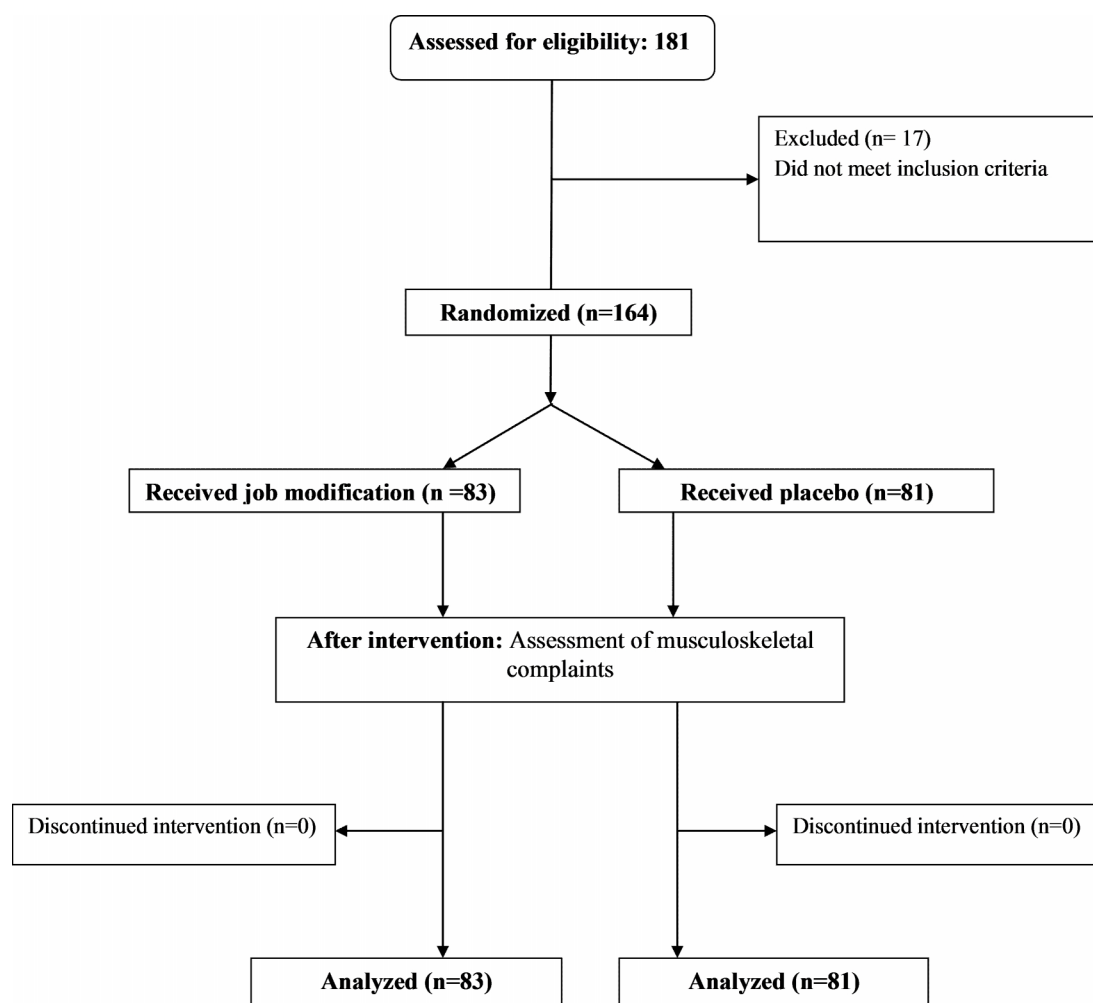 Assessed for eligibility: 181
Excluded (n= 17)
Did not meet inclusion criteria
Randomized (n=164)
Received job modification (n =83)
Received placebo (n=81)
After intervention: Assessment of musculoskeletal
complaints
Discontinued intervention (n=0)
Discontinued intervention (n=0)
Analyzed (n=83)
Analyzed (n=81)